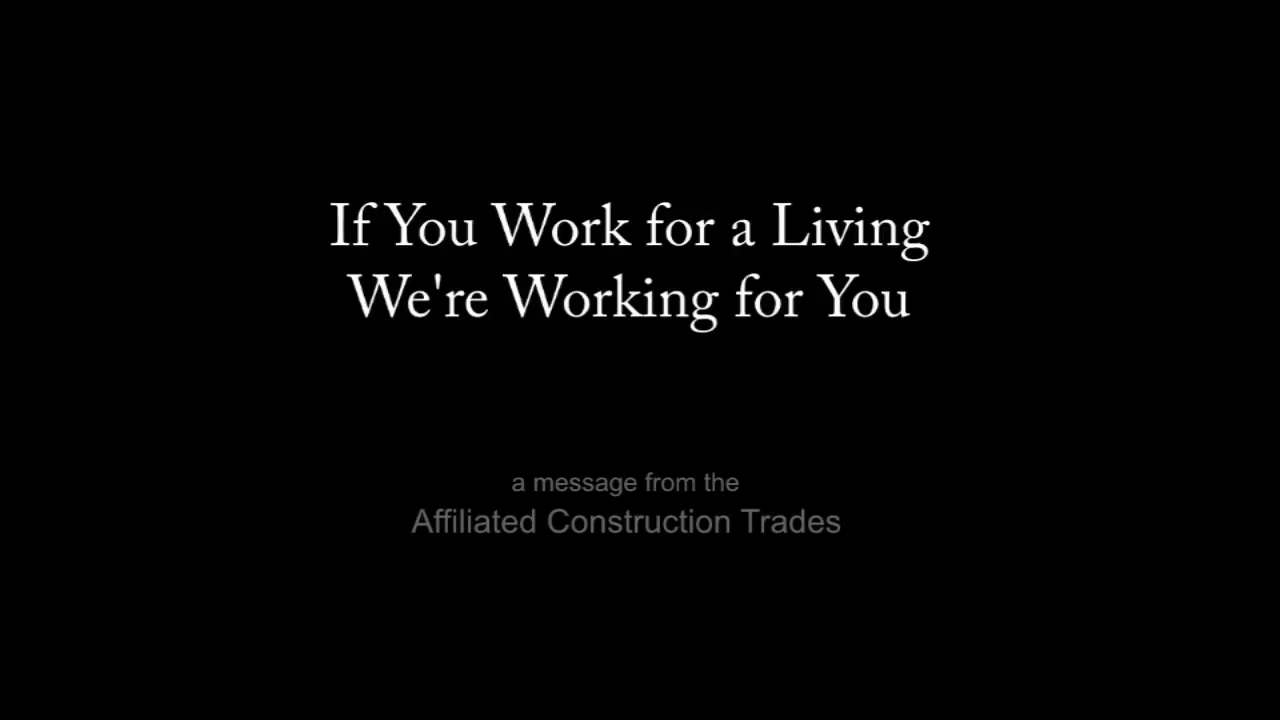 If You Work for a Living
We're Working for You
a message from the
Affiliated Construction Trades